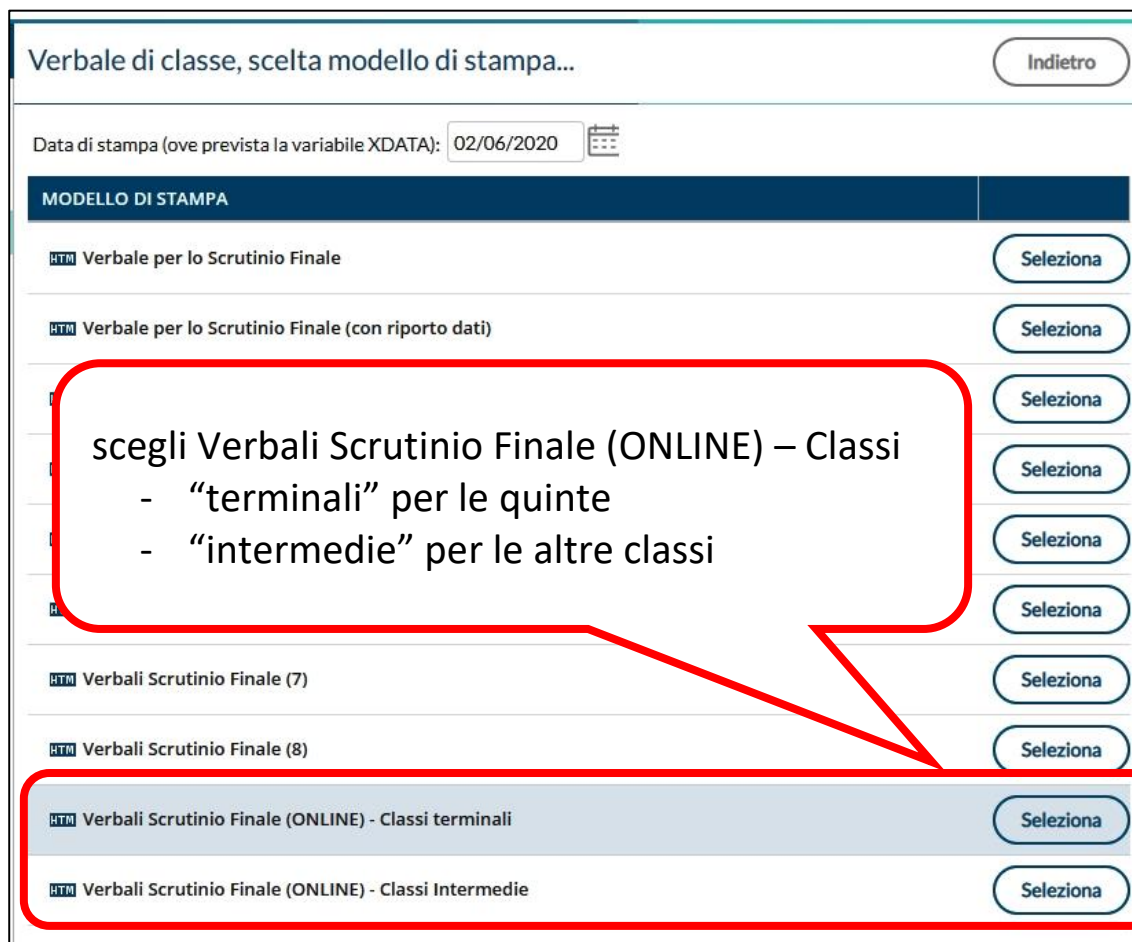 Verbale di classe, scelta modello di stampa...
Indietro
Data di stampa (ove prevista la variabile XDATA): 02/06/2020
MODELLO DI STAMPA
HTM Verbale per lo Scrutinio Finale Seleziona
HTM Verbale per lo Scrutinio Finale (con riporto dati) Seleziona
Seleziona
scegli Verbali Scrutinio Finale (ONLINE) – Classi
Seleziona
- “terminali” per le quinte
- “intermedie” per le altre classi
Seleziona
Seleziona
HTM Verbali Scrutinio Finale (7) Seleziona
HTM Verbali Scrutinio Finale (8) Seleziona
HTM Verbali Scrutinio Finale (ONLINE) - Classi terminali Seleziona
HTM Verbali Scrutinio Finale (ONLINE) - Classi Intermedie Seleziona